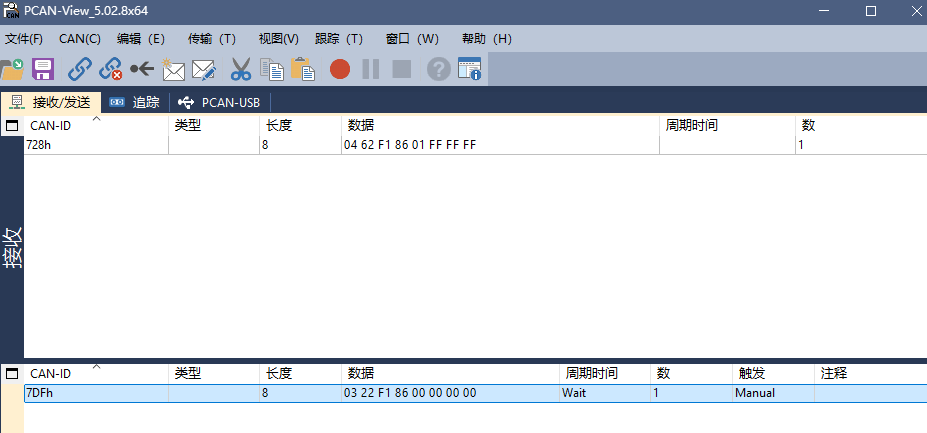 PCAN-View_5.02.8x64
文件(F) CAN(C) 编辑（E） 传输（T） 视图(V) 跟踪（T） 窗口（W） 帮助（H）
接收/发送 追踪 PCAN-USB
CAN-ID 类型 长度 数据 周期时间 数
728h 8 04 62 F1 86 01 FF FF FF 1
接收
CAN-ID 类型 长度 数据 周期时间 数 触发 注释
7DFh 8 03 22 F1 86 00 00 00 00 Wait 1 Manual